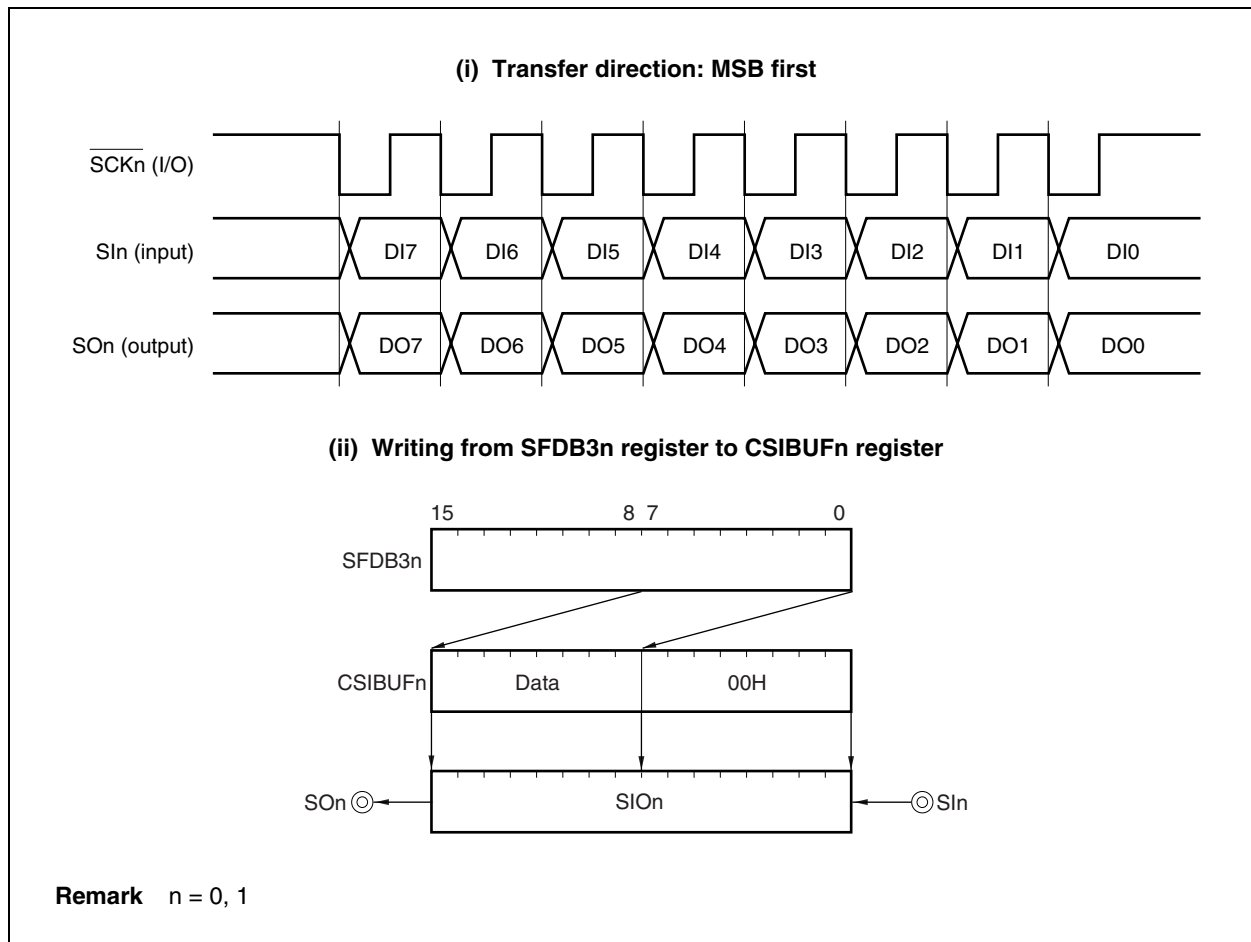 (i) Transfer direction: MSB first
SCKn (I/O)
SIn (input) DI7 DI6 DI5 DI4 DI3 DI2 DI1 DI0
SOn (output) DO7 DO6 DO5 DO4 DO3 DO2 DO1 DO0
(ii) Writing from SFDB3n register to CSIBUFn register
15 8 7 0
SFDB3n
CSIBUFn Data 00H
SOn SIOn SIn
Remark n = 0, 1